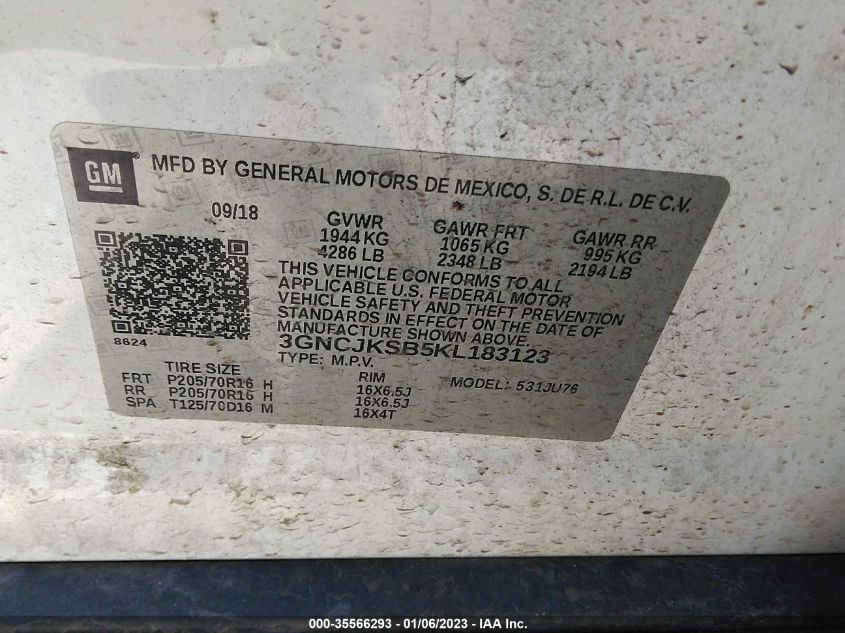 GM
MFD BY GENERAL MOTORS DE MEXICO, S. DE R.L. DE C.V.
09/18
GVWR GAWR FRT GAWR RR
1944 KG 1065 KG 995 KG
4286 LB 2348 LB 2194 LB
THIS VEHICLE CONFORMS TO ALL
APPLICABLE U.S. FEDERAL MOTOR
VEHICLE SAFETY AND THEFT PREVENTION
STANDARDS IN EFFECT ON THE DATE OF
MANUFACTURE SHOWN ABOVE.
8624
3GNCJKSB5KL183123
TYPE: M.P.V.
MODEL: 531JU76
TIRE SIZE RIM
FRT P205/70R16 H 16X6.5J
RR P205/70R16 H 16X6.5J
SPA T125/70D16 M 16X4T
000-35566293 - 01/06/2023 - IAA Inc.